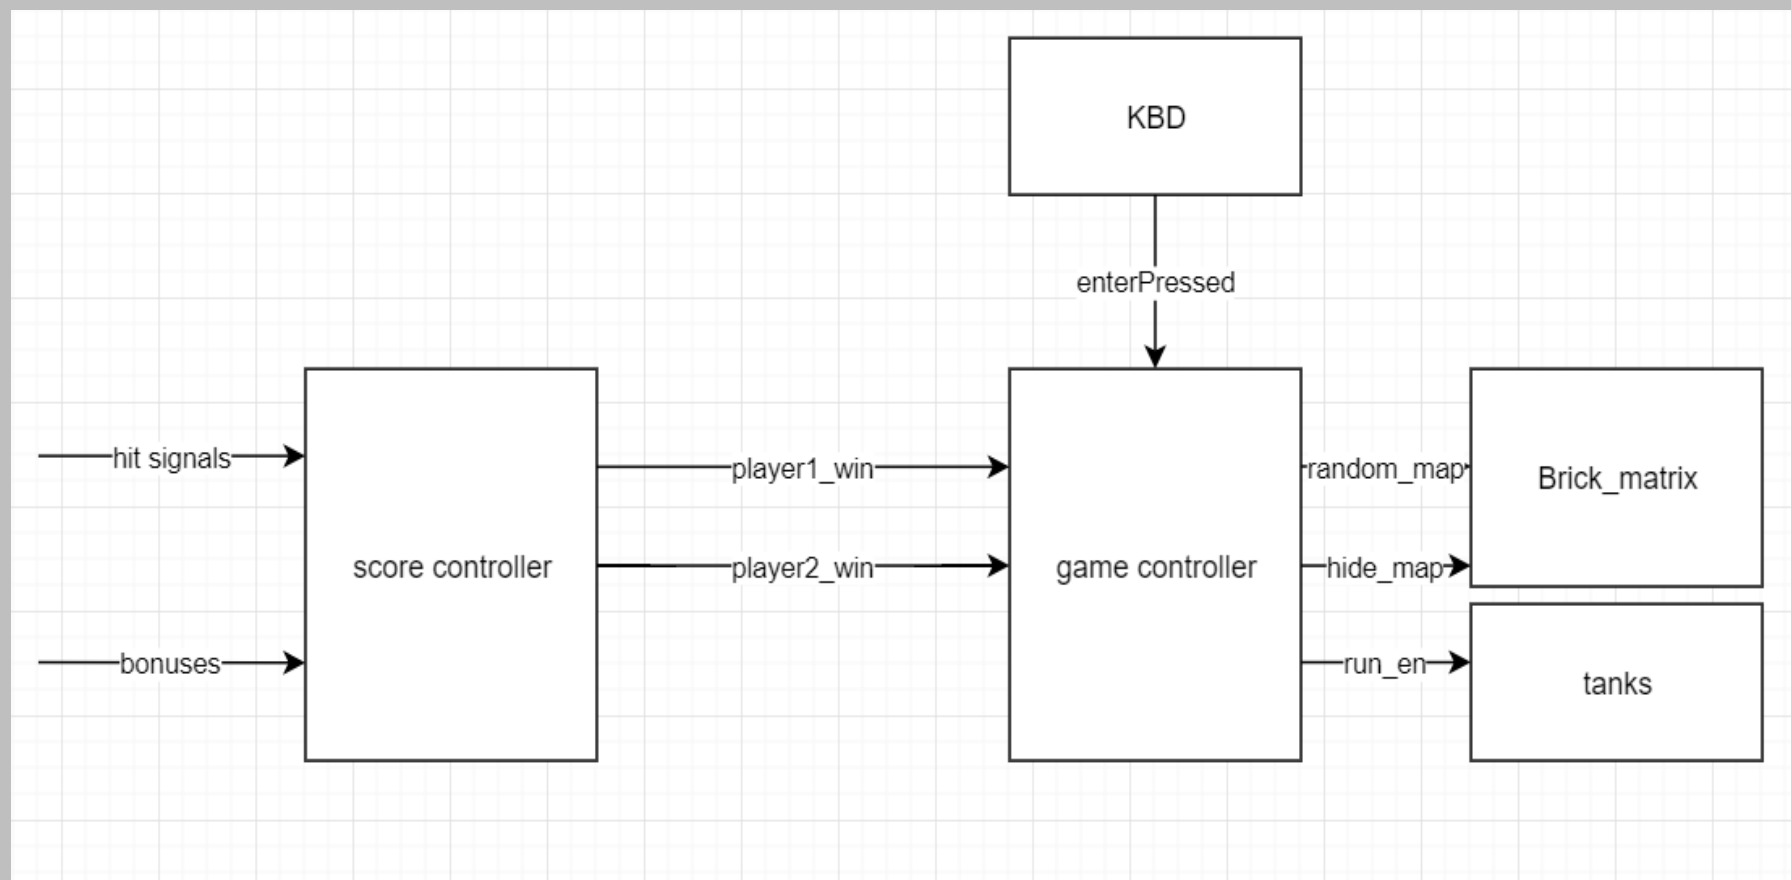 KBD
enterPressed
hit signals
player1_win
random_map
Brick_matrix
score controller
player2_win
game controller
hide_map
bonuses
run_en
tanks